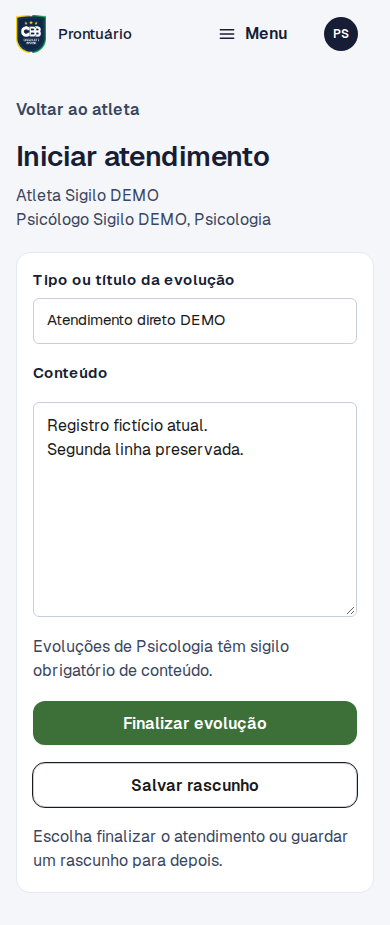 CBB
Prontuário
Menu
PS
Voltar ao atleta
Iniciar atendimento
Atleta Sigilo DEMO
Psicólogo Sigilo DEMO, Psicologia
Tipo ou título da evolução
Atendimento direto DEMO
Conteúdo
Registro fictício atual.
Segunda linha preservada.
Evoluções de Psicologia têm sigilo
obrigatório de conteúdo.
Finalizar evolução
Salvar rascunho
Escolha finalizar o atendimento ou guardar
um rascunho para depois.